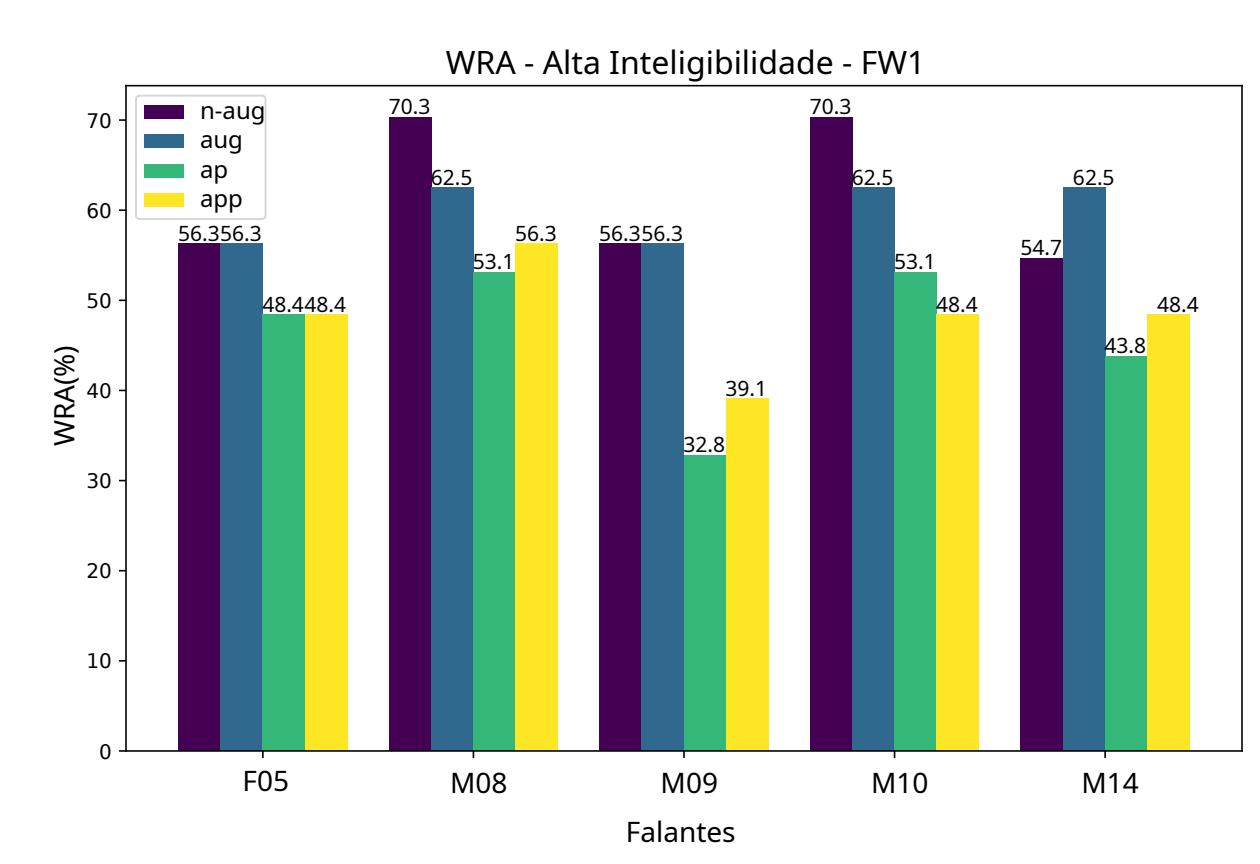 WRA - Alta Inteligibilidade - FW1
n-aug
aug
ap
app
WRA(%)
70
60
50
40
30
20
10
0
56.3 56.3 48.4 48.4
70.3 62.5 53.1 56.3
56.3 56.3 32.8 39.1
70.3 62.5 53.1 48.4
54.7 62.5 43.8 48.4
F05 M08 M09 M10 M14
Falantes